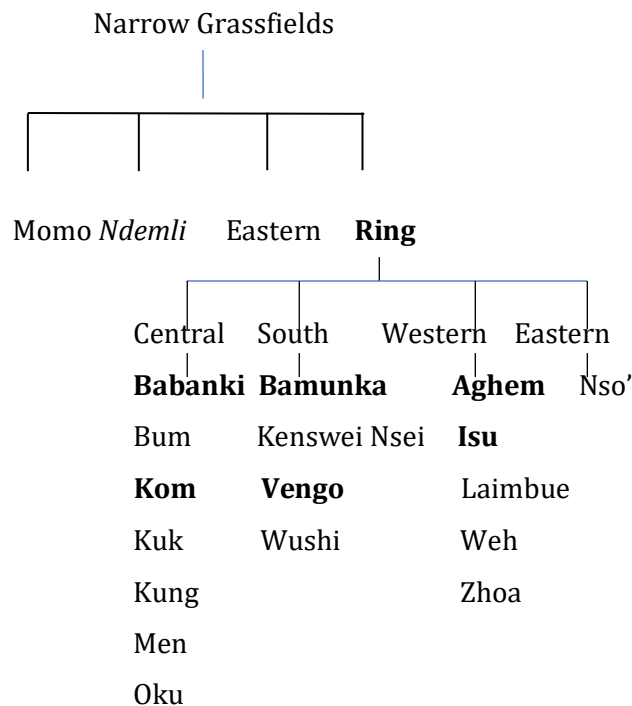 Narrow Grassfields
Momo Ndemli Eastern Ring
Central South Western Eastern
Babanki Bamunka Aghem Nso’
Bum Kenswei Nsei Isu
Kom Vengo Laimbue
Kuk Wushi Weh
Kung Zhoa
Men
Oku